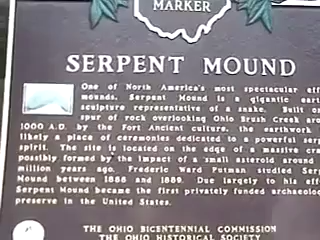 MARKER
SERPENT MOUND
One of North America's most spectacular eff
mounds. Serpent Mound is a gigantic eart
sculpture representative of a snake. Built on
spur of rock overlooking Ohio Brush Creek aro
1000 A.D. by the Fort Ancient culture, the earthwork
likely a place of ceremonies dedicated to a powerful serp
spirit. The site is located on the edge of a massive crat
possibly formed by the impact of a small asteroid around
million years ago. Frederic Ward Putnam studied Serp
Mound between 1886 and 1889. Due largely to his eff
Serpent Mound became the first privately funded archaeolog
preserve in the United States.
THE OHIO BICENTENNIAL COMMISSION
THE OHIO HISTORICAL SOCIETY